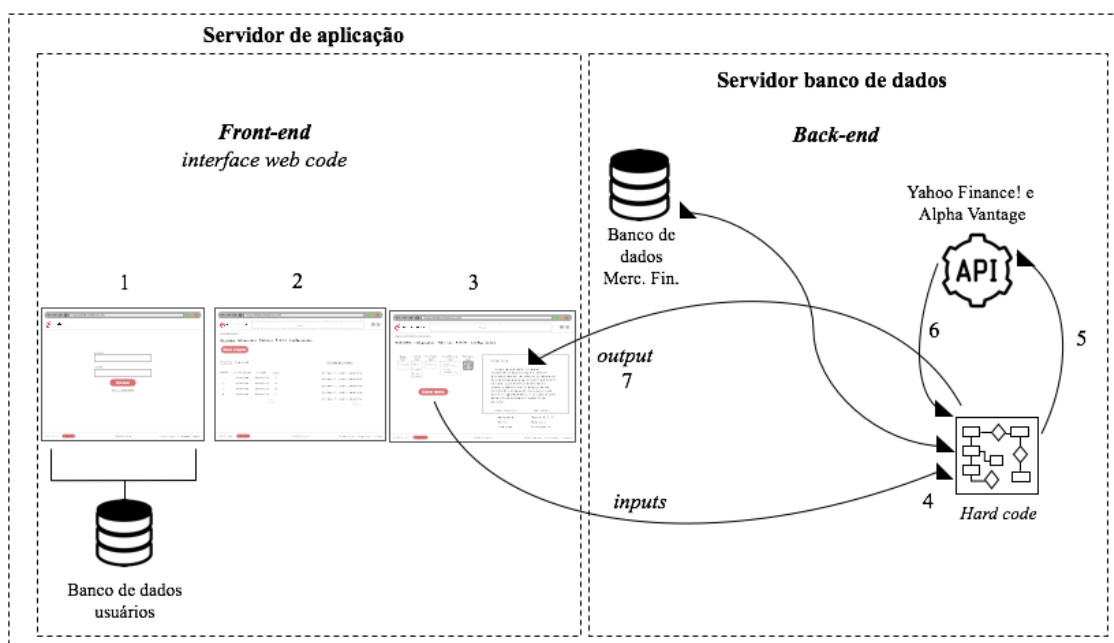 Servidor de aplicação
Servidor banco de dados
Front-end
interface web code
Back-end
Yahoo Finance! e
Alpha Vantage
API
Banco de
dados
Merc. Fin.
1
2
3
6
5
output
7
inputs
4
Hard code
Banco de dados
usuários